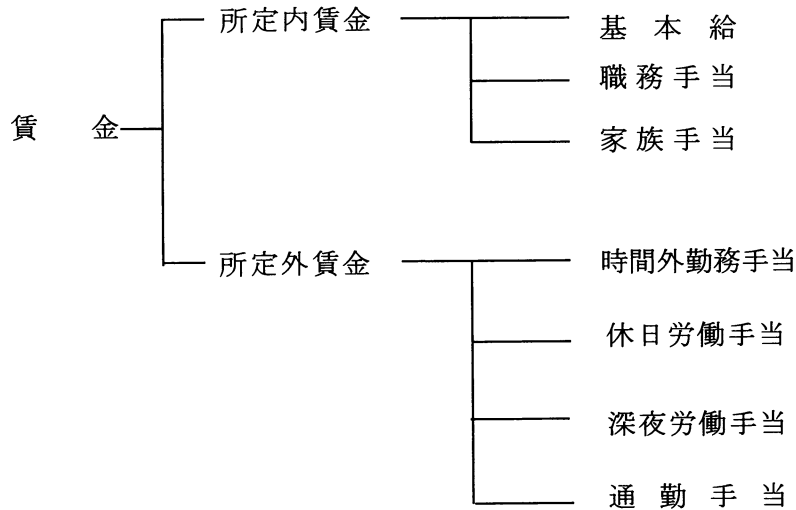 所定内賃金
基本給
職務手当
賃金
家族手当
所定外賃金
時間外勤務手当
休日労働手当
深夜労働手当
通勤手当